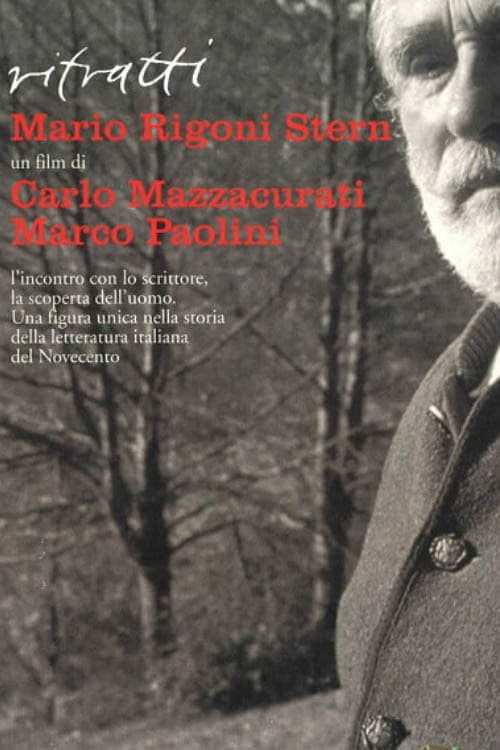 ritratti
Mario Rigoni Stern
un film di
Carlo Mazzacurati
Marco Paolini
l'incontro con lo scrittore,
la scoperta dell'uomo.
Una figura unica nella storia
della letteratura italiana
del Novecento